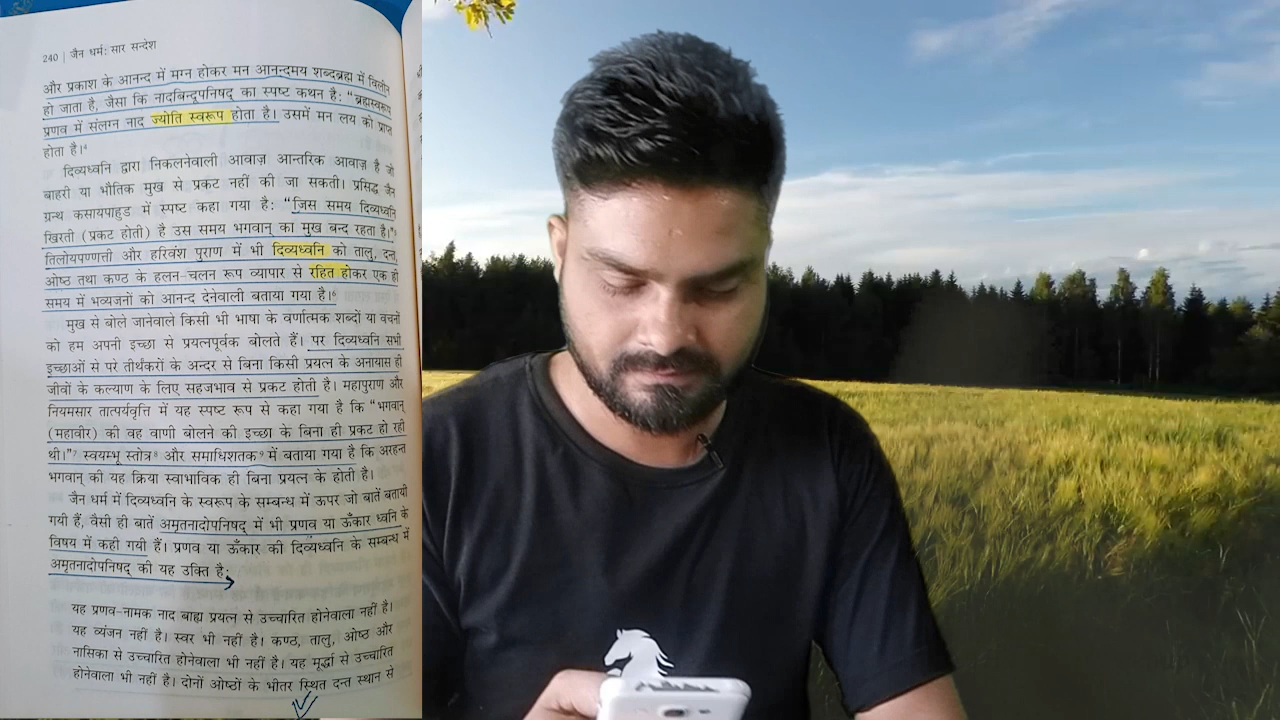 240 | जैन धर्म: सार सन्देश
और प्रकाश के आनन्द में मग्न होकर मन आनन्दमय शब्दब्रह्म में विलीन
हो जाता है, जैसा कि नादबिन्दूपनिषद् का स्पष्ट कथन है: “ब्रह्मस्वरूप
प्रणव में संलग्न नाद ज्योति स्वरूप होता है। उसमें मन लय को प्राप्त
होता है।⁴
दिव्यध्वनि द्वारा निकलनेवाली आवाज़ आन्तरिक आवाज़ है जो
बाहरी या भौतिक मुख से प्रकट नहीं की जा सकती। प्रसिद्ध जैन
ग्रन्थ कसायपाहुड में स्पष्ट कहा गया है: “जिस समय दिव्यध्वनि
खिरती (प्रकट होती) है उस समय भगवान् का मुख बन्द रहता है।”⁵
तिलोयपण्णत्ती और हरिवंश पुराण में भी दिव्यध्वनि को तालु, दन्त,
ओष्ठ तथा कण्ठ के हलन-चलन रूप व्यापार से रहित होकर एक ही
समय में भव्यजनों को आनन्द देनेवाली बताया गया है।⁶
मुख से बोले जानेवाले किसी भी भाषा के वर्णात्मक शब्दों या वचनों
को हम अपनी इच्छा से प्रयत्नपूर्वक बोलते हैं। पर दिव्यध्वनि सभी
इच्छाओं से परे तीर्थंकरों के अन्दर से बिना किसी प्रयत्न के अनायास ही
जीवों के कल्याण के लिए सहजभाव से प्रकट होती है। महापुराण और
नियमसार तात्पर्यवृत्ति में यह स्पष्ट रूप से कहा गया है कि “भगवान्
(महावीर) की वह वाणी बोलने की इच्छा के बिना ही प्रकट हो रही
थी।”⁷ स्वयम्भू स्तोत्र⁸ और समाधिशतक⁹ में बताया गया है कि अरहन्त
भगवान् की यह क्रिया स्वाभाविक ही बिना प्रयत्न के होती है।
जैन धर्म में दिव्यध्वनि के स्वरूप के सम्बन्ध में ऊपर जो बातें बतायी
गयी हैं, वैसी ही बातें अमृतनादोपनिषद् में भी प्रणव या ऊँकार ध्वनि के
विषय में कही गयी हैं। प्रणव या ऊँकार की दिव्यध्वनि के सम्बन्ध में
अमृतनादोपनिषद् की यह उक्ति है:
यह प्रणव-नामक नाद बाह्य प्रयत्न से उच्चारित होनेवाला नहीं है।
यह व्यंजन नहीं है। स्वर भी नहीं है। कण्ठ, तालु, ओष्ठ और
नासिका से उच्चारित होनेवाला भी नहीं है। यह मूर्द्धा से उच्चारित
होनेवाला भी नहीं है। दोनों ओष्ठों के भीतर स्थित दन्त स्थान से